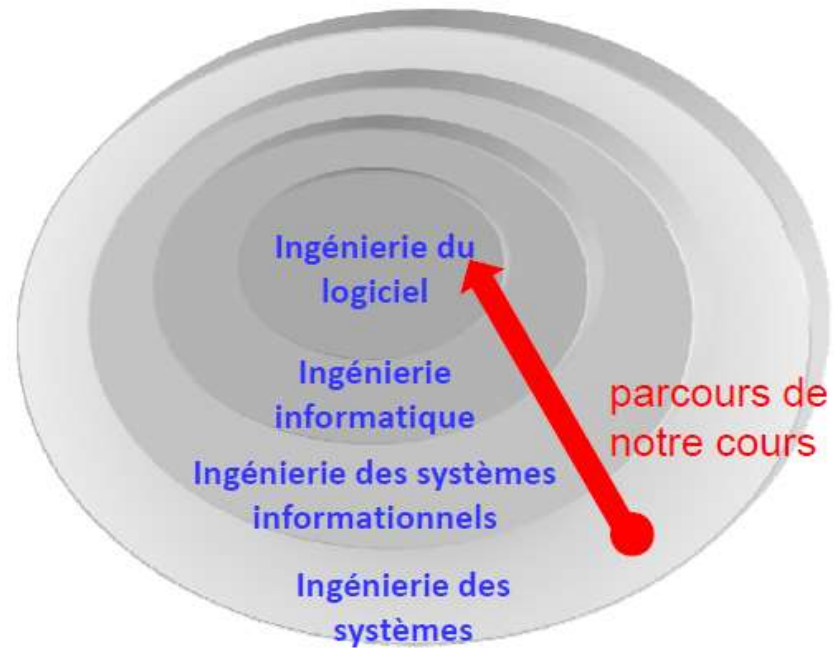 Ingénierie du
logiciel
Ingénierie
informatique
parcours de
notre cours
Ingénierie des systèmes
informationnels
Ingénierie des
systèmes